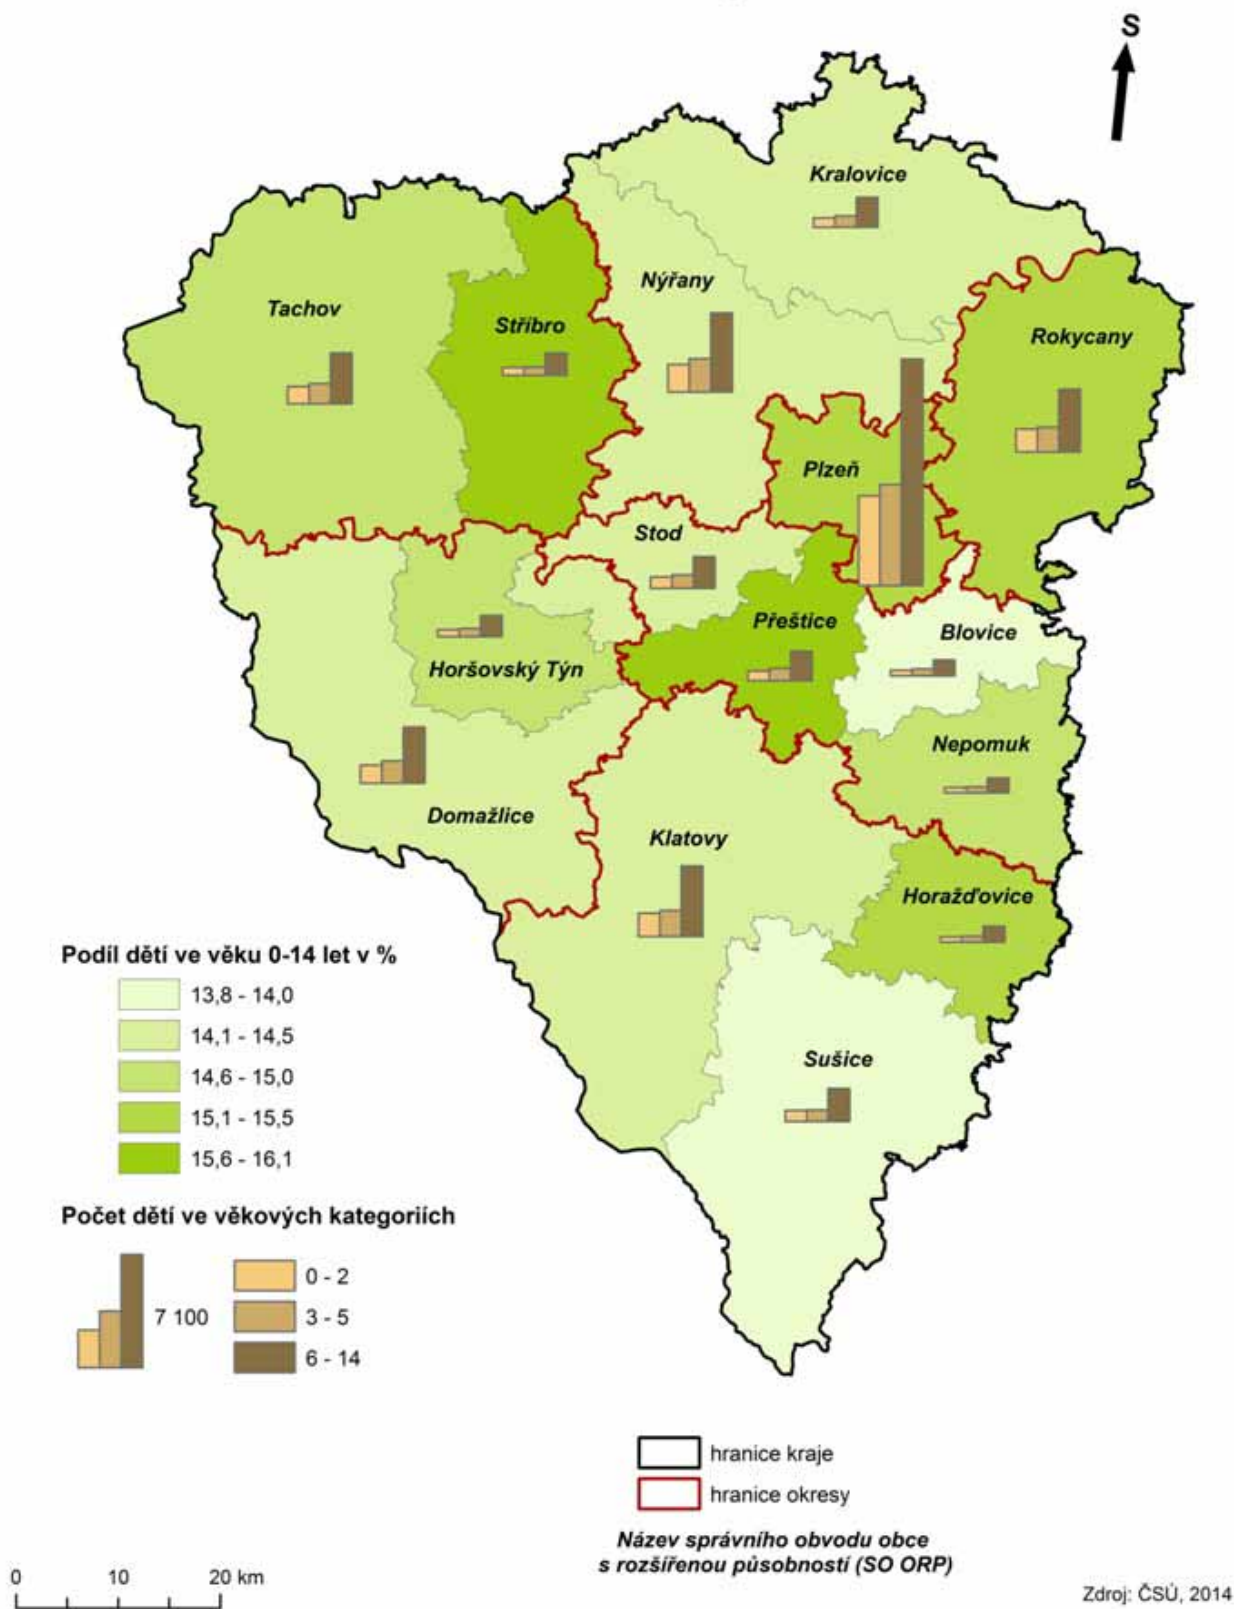 S
Kralovice
Nýřany
Tachov
Stříbro
Rokycany
Plzeň
Stod
Přeštice
Blovice
Horšovský Týn
Nepomuk
Domažlice
Klatovy
Horažďovice
Sušice
Podíl dětí ve věku 0-14 let v %
13,8 - 14,0
14,1 - 14,5
14,6 - 15,0
15,1 - 15,5
15,6 - 16,1
Počet dětí ve věkových kategoriích
7 100
0 - 2
3 - 5
6 - 14
hranice kraje
hranice okresy
Název správního obvodu obce
s rozšířenou působností (SO ORP)
0 10 20 km
Zdroj: ČSÚ, 2014